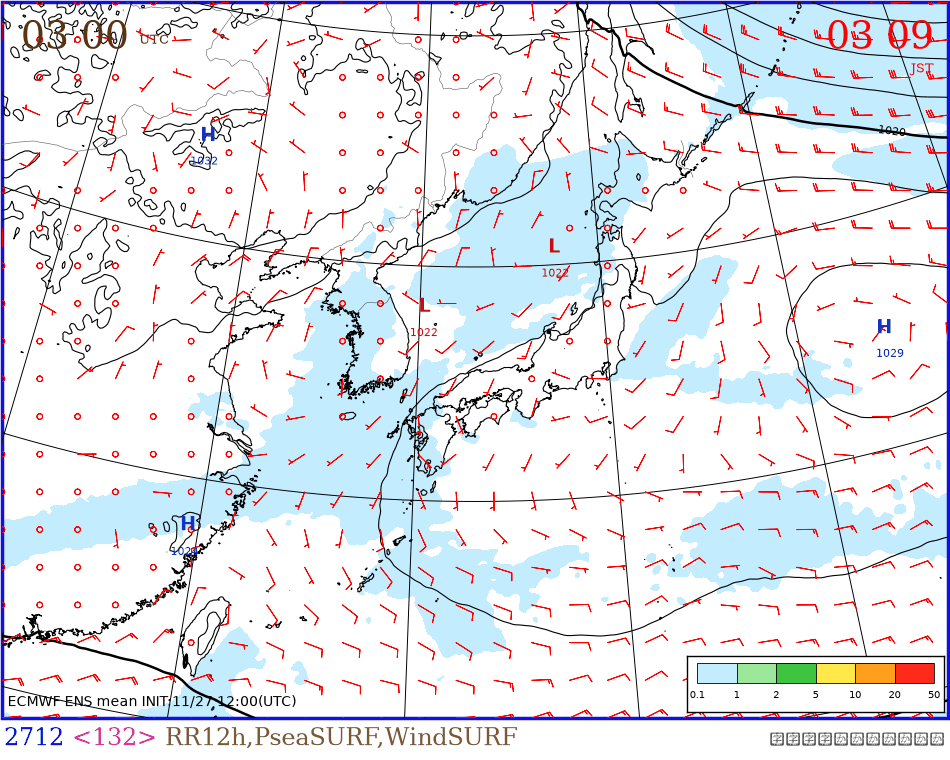 03 00 UTC
03 09
JST
H
1032
1020
L
1022
L
1022
H
1029
H
ECMWF ENS mean INIT:11/27 12:00(UTC)
0.1 1 2 5 10 20 50
2712 <132> RR12h,PseaSURF,WindSURF